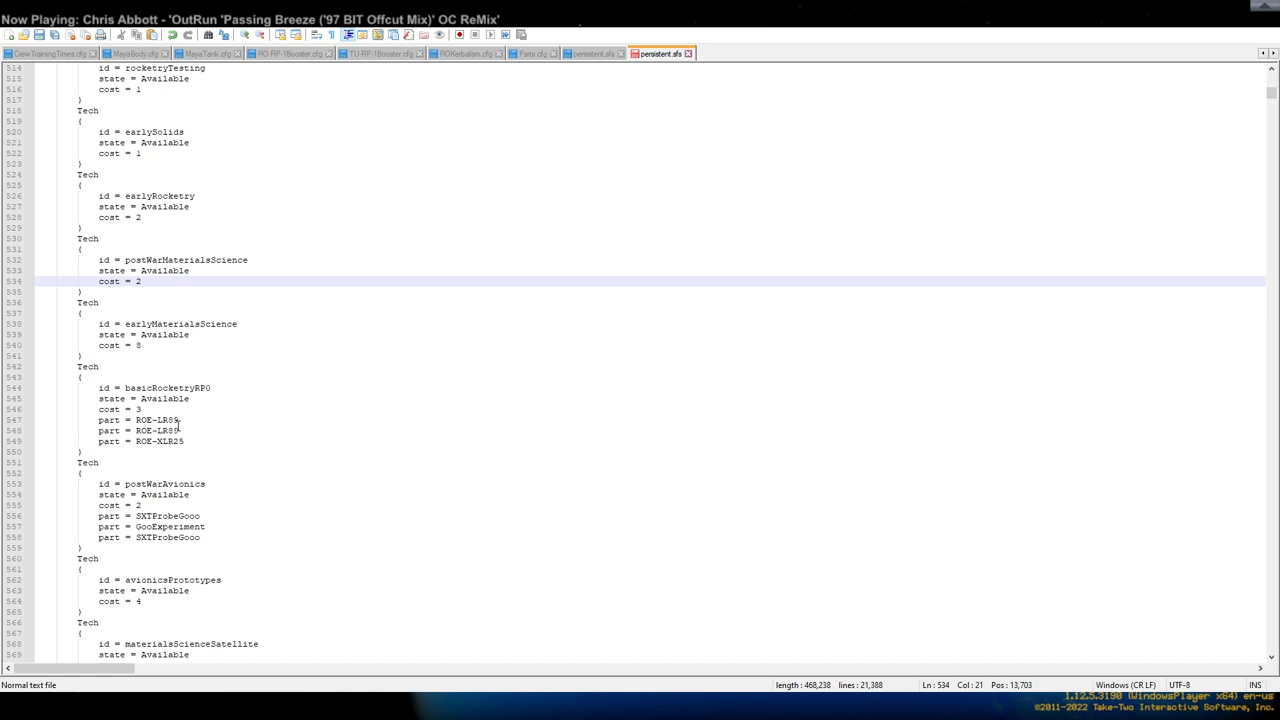 Now Playing: Chris Abbott - 'OutRun 'Passing Breeze ('97 BIT Offcut Mix)' OC ReMix'
CrewTrainingTimes.cfg MayaBody.cfg MayaTank.cfg RO-RP-1Booster.cfg TU-RP-1Booster.cfg ROKerbalism.cfg Parts.cfg persistent.sfs persistent.sfs
514 id = rocketryTesting
515 state = Available
516 cost = 1
517 }
518 Tech
519 {
520 id = earlySolids
521 state = Available
522 cost = 1
523 }
524 Tech
525 {
526 id = earlyRocketry
527 state = Available
528 cost = 2
529 }
530 Tech
531 {
532 id = postWarMaterialsScience
533 state = Available
534 cost = 2
535 }
536 Tech
537 {
538 id = earlyMaterialsScience
539 state = Available
540 cost = 8
541 }
542 Tech
543 {
544 id = basicRocketryRP0
545 state = Available
546 cost = 3
547 part = ROE-LR89
548 part = ROE-LR89
549 part = ROE-XLR25
550 }
551 Tech
552 {
553 id = postWarAvionics
554 state = Available
555 cost = 2
556 part = SXTProbeGooo
557 part = GooExperiment
558 part = SXTProbeGooo
559 }
560 Tech
561 {
562 id = avionicsPrototypes
563 state = Available
564 cost = 4
565 }
566 Tech
567 {
568 id = materialsScienceSatellite
569 state = Available
Normal text file length : 468,238 lines : 21,388 Ln : 534 Col : 21 Pos : 13,703 Windows (CR LF) UTF-8 INS
1.12.5.3190 (WindowsPlayer x64) en-us
©2011-2022 Take-Two Interactive Software, Inc.